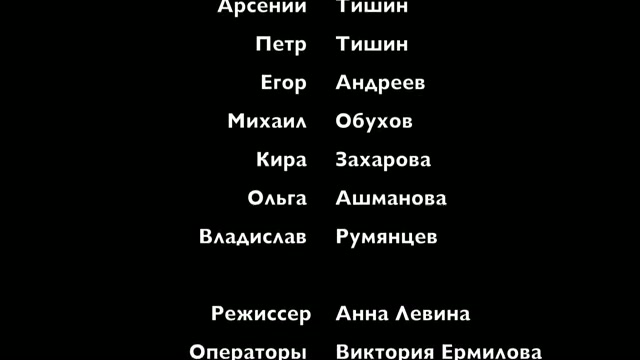 Арсений Тишин
Петр Тишин
Егор Андреев
Михаил Обухов
Кира Захарова
Ольга Ашманова
Владислав Румянцев
Режиссер Анна Левина
Операторы Виктория Ермилова